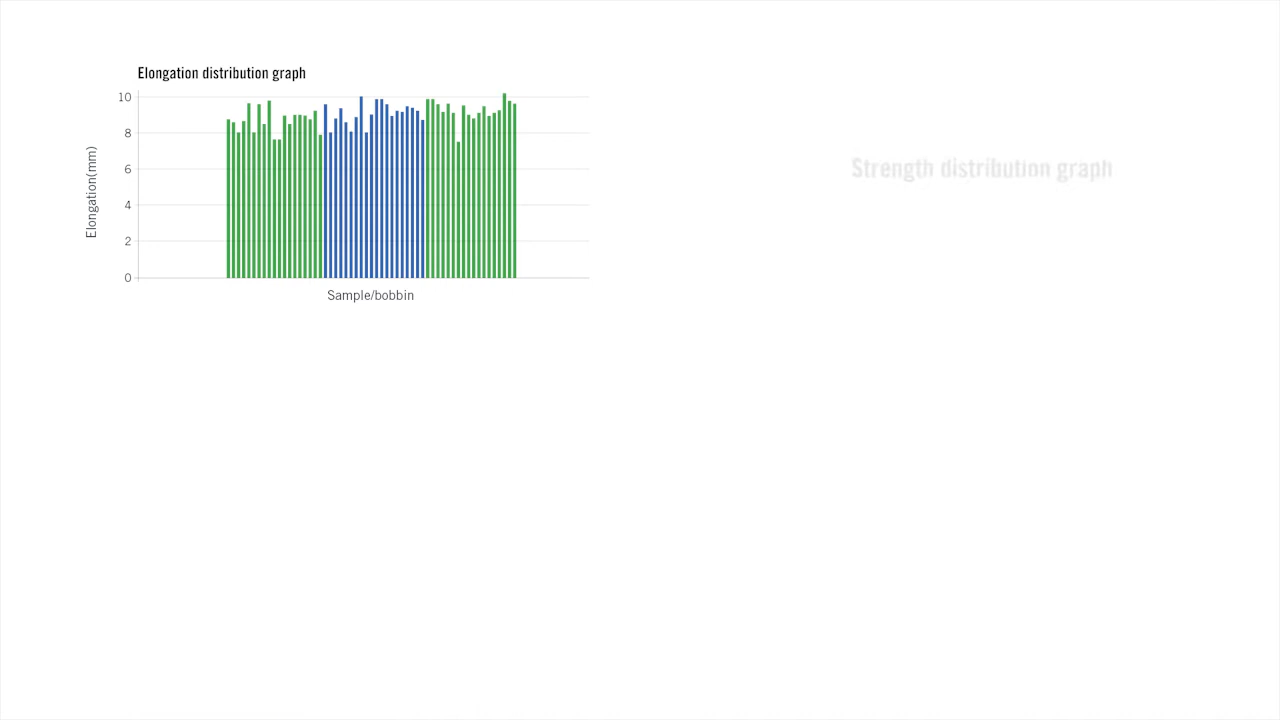 Elongation distribution graph
10
8
6
4
2
0
Elongation(mm)
Sample/bobbin
Strength distribution graph